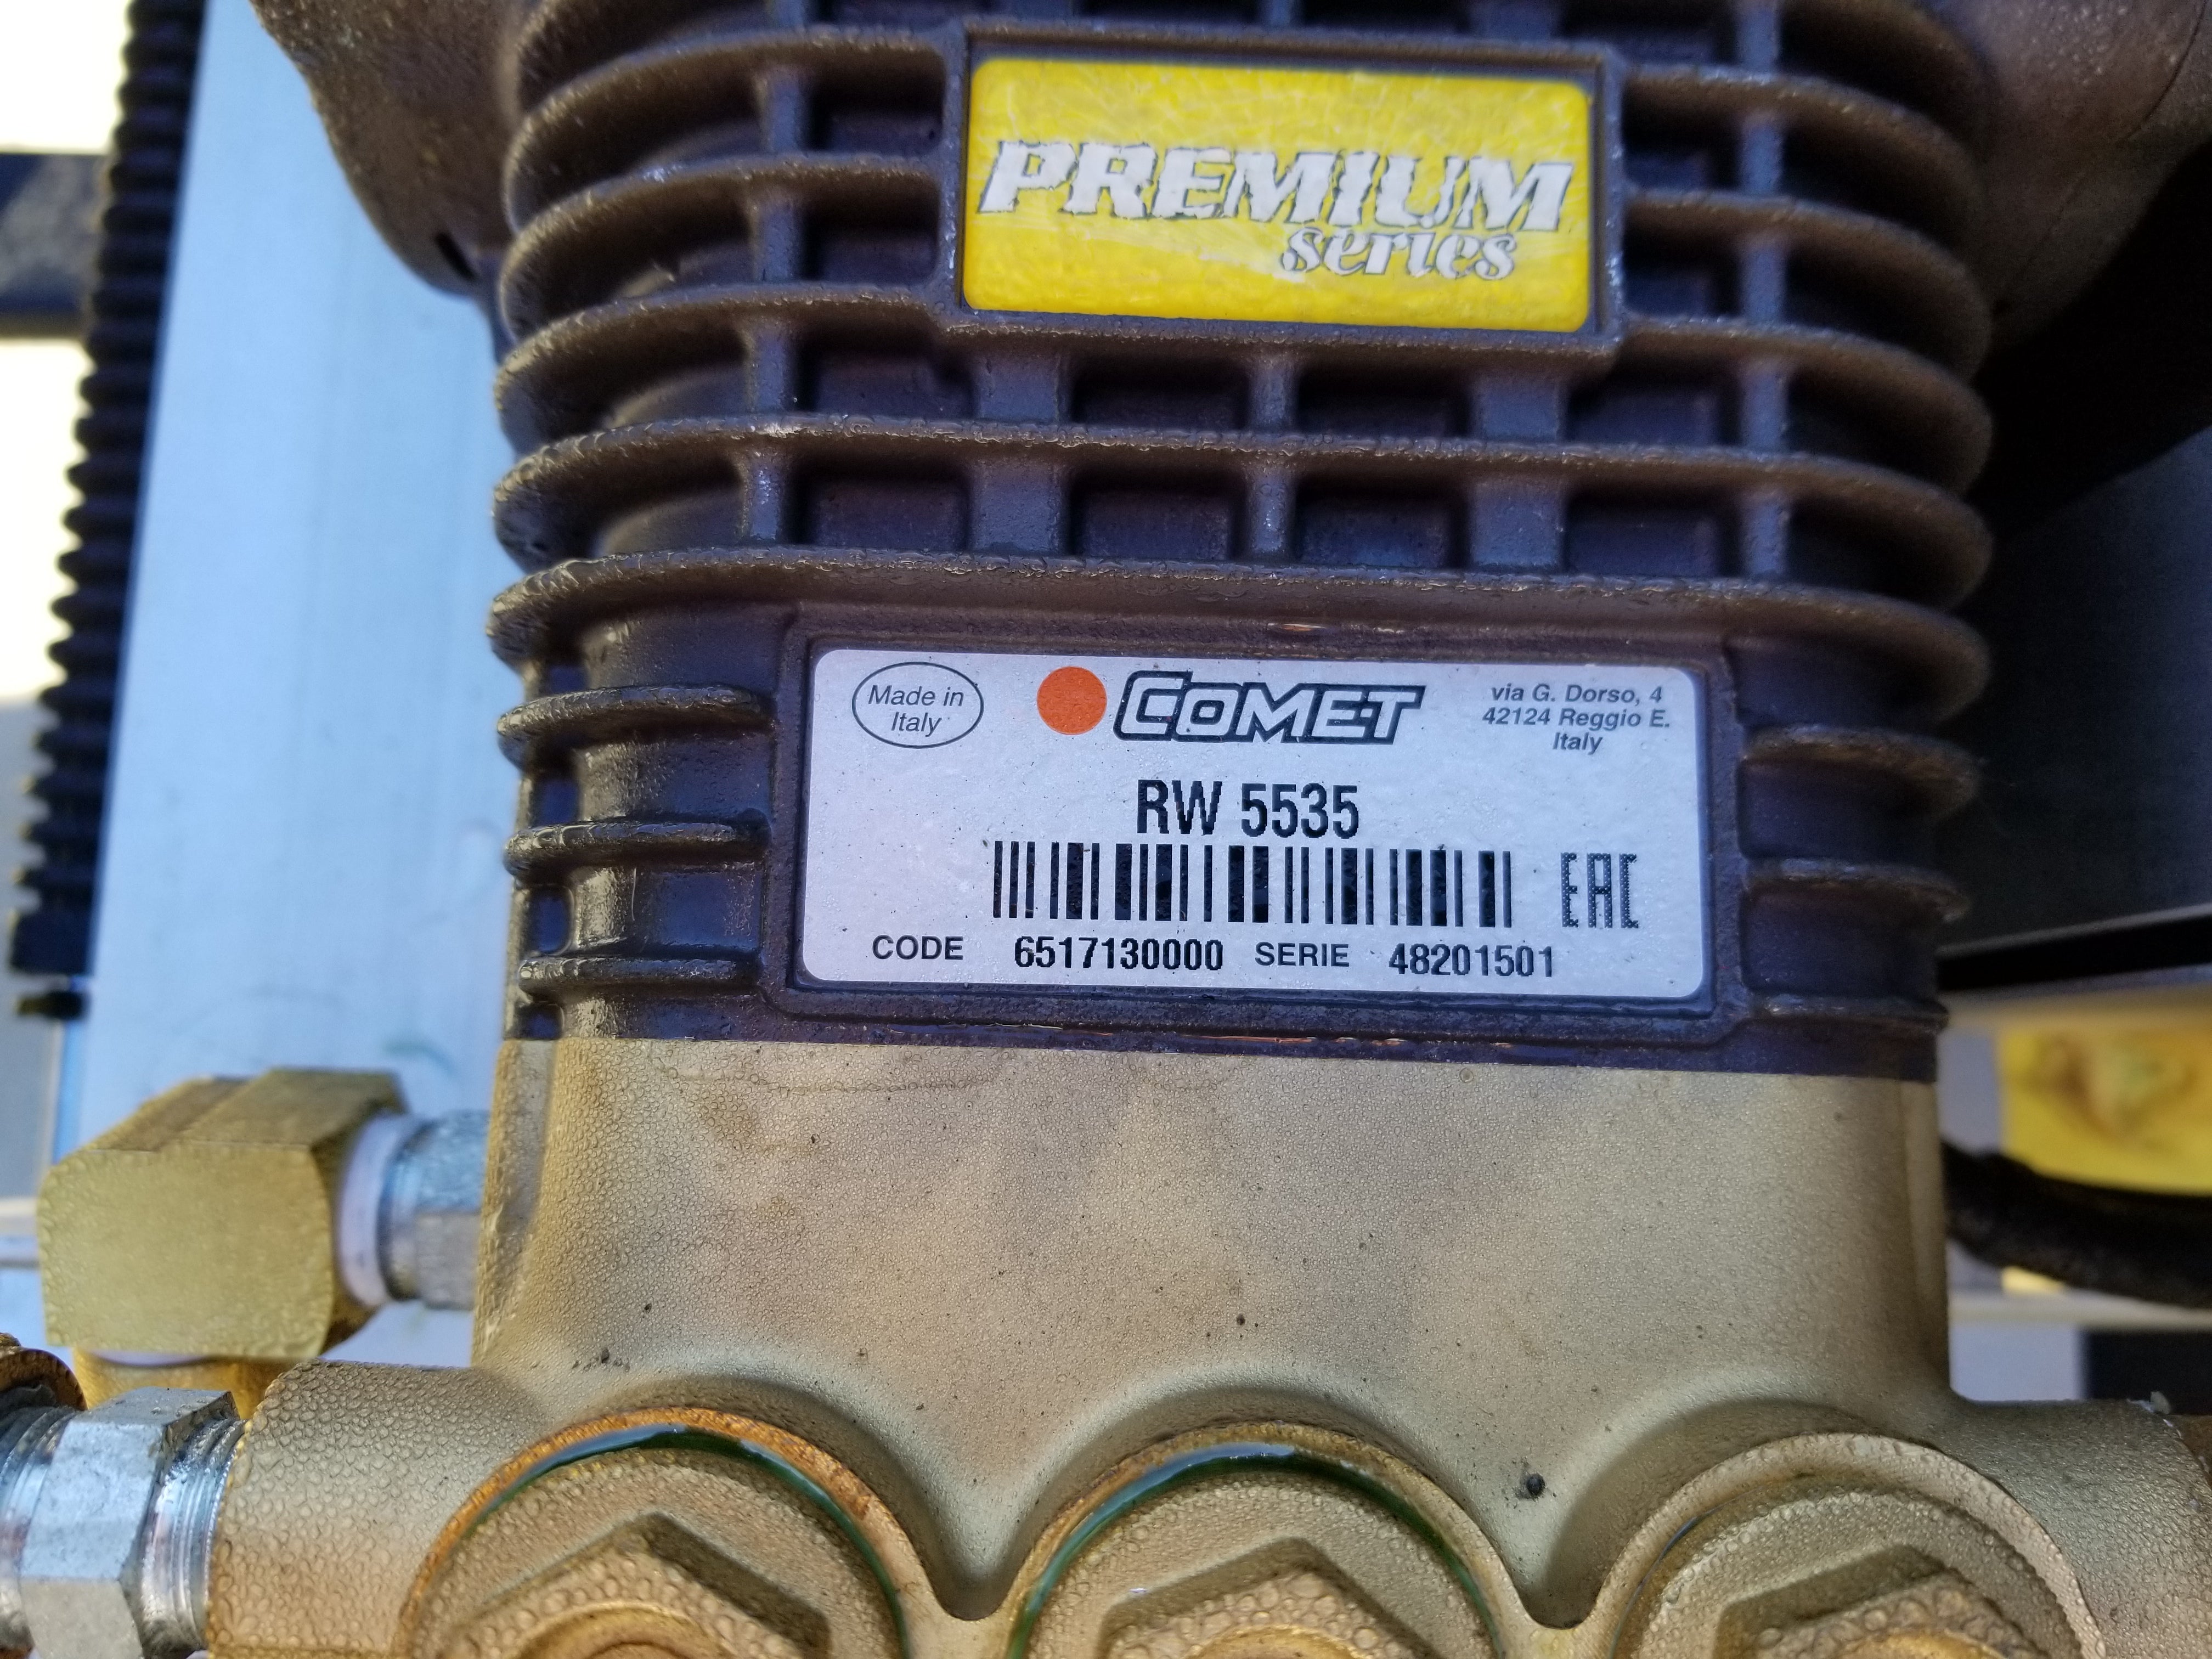 PREMIUM
series
Made in
Italy
COMET
via G. Dorso, 4
42124 Reggio E.
Italy
RW 5535
EAC
CODE 6517130000 SERIE 48201501